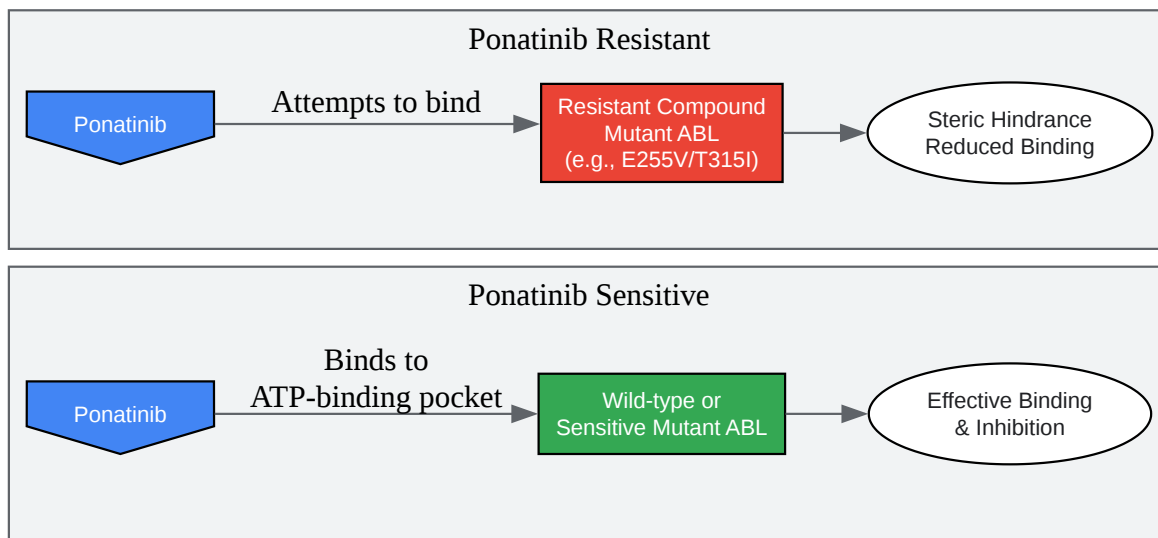 Ponatinib Resistant
Ponatinib
Attempts to bind
Resistant Compound
Mutant ABL
(e.g., E255V/T315I)
Steric Hindrance
Reduced Binding
Ponatinib Sensitive
Ponatinib
Binds to
ATP-binding pocket
Wild-type or
Sensitive Mutant ABL
Effective Binding
& Inhibition